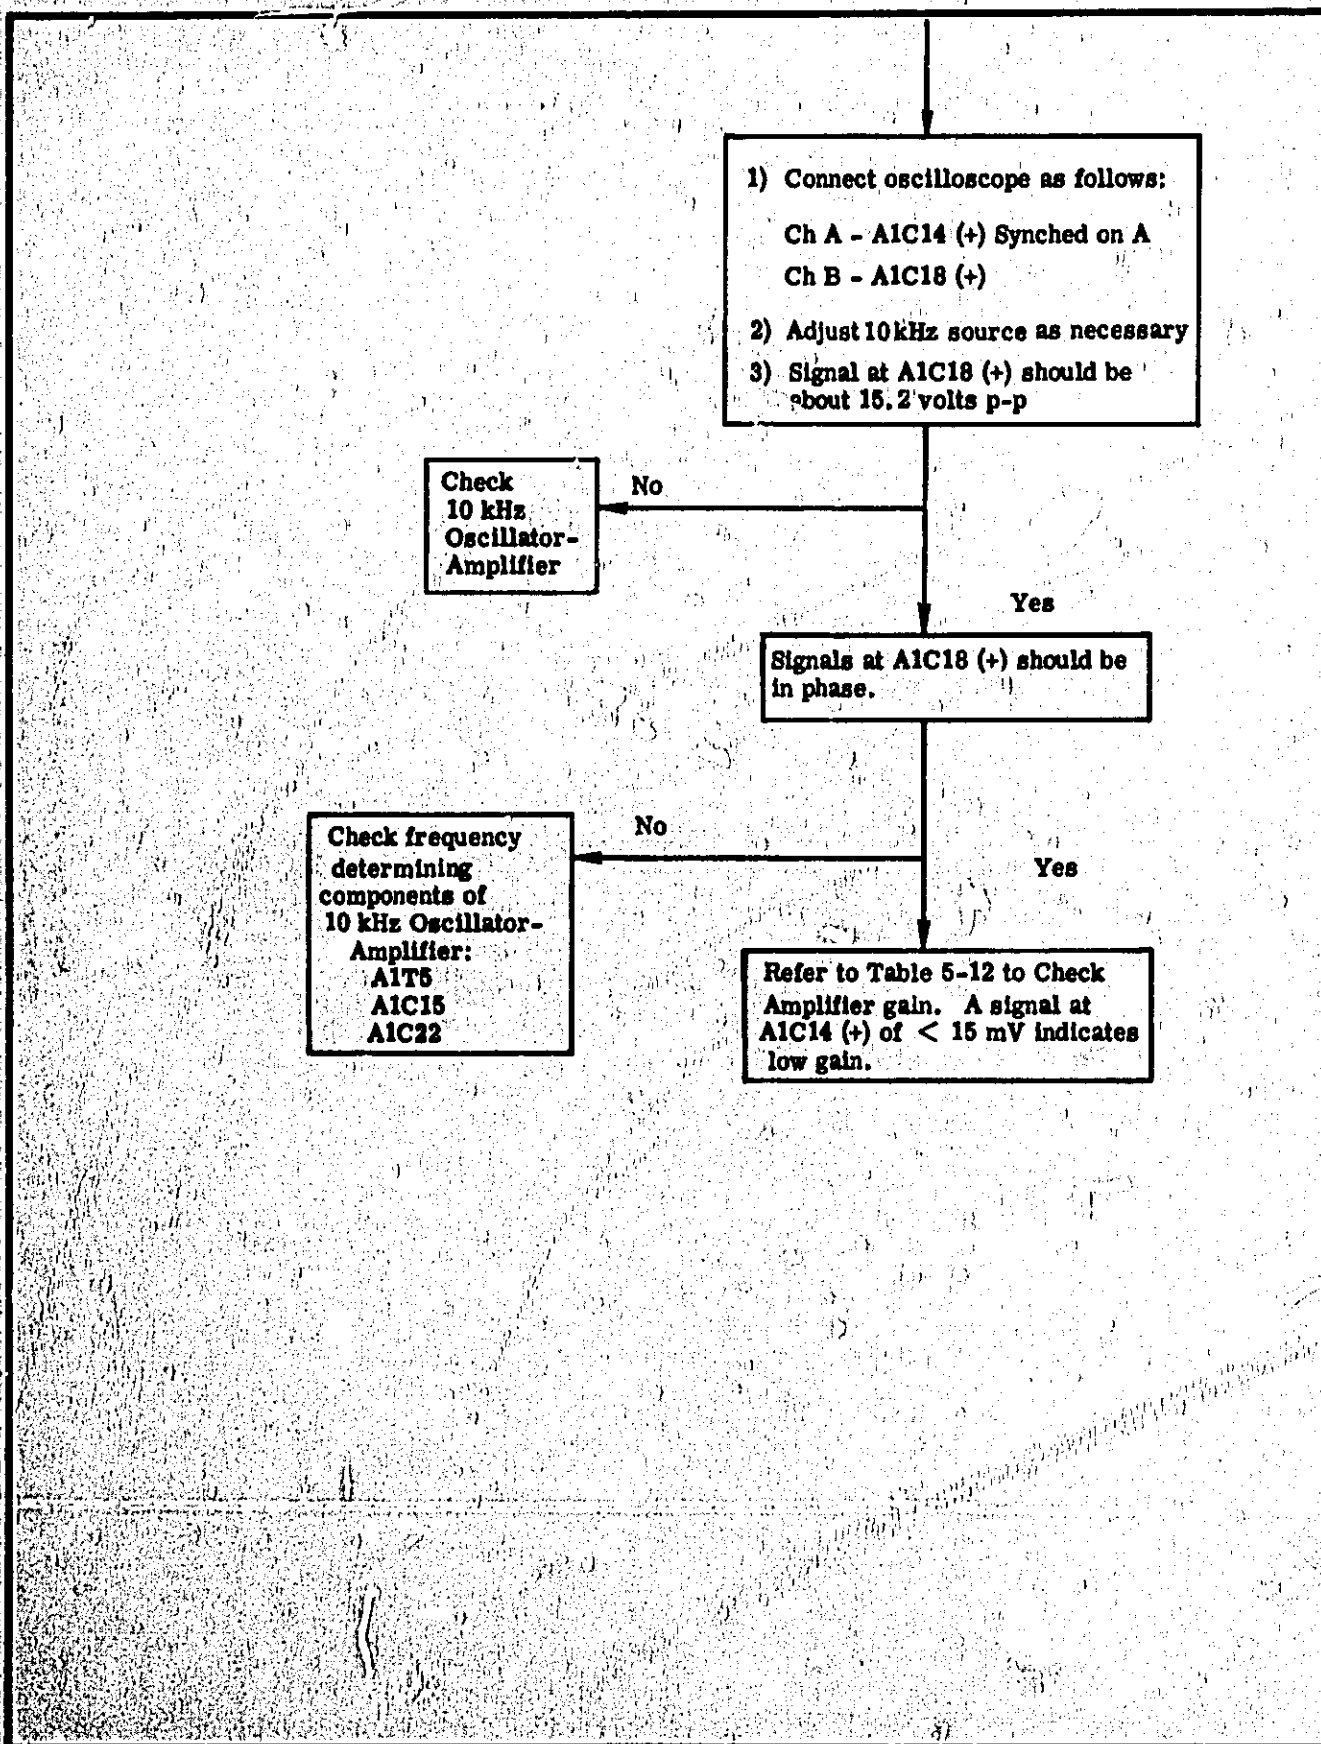 1) Connect oscilloscope as follows:
Ch A - A1C14 (+) Synched on A
Ch B - A1C18 (+)
2) Adjust 10 kHz source as necessary
3) Signal at A1C18 (+) should be
about 15.2 volts p-p
No
Check
10 kHz
Oscillator-
Amplifier
Yes
Signals at A1C18 (+) should be
in phase.
No
Check frequency
determining
components of
10 kHz Oscillator-
Amplifier:
A1T5
A1C15
A1C22
Yes
Refer to Table 5-12 to Check
Amplifier gain. A signal at
A1C14 (+) of < 15 mV indicates
low gain.